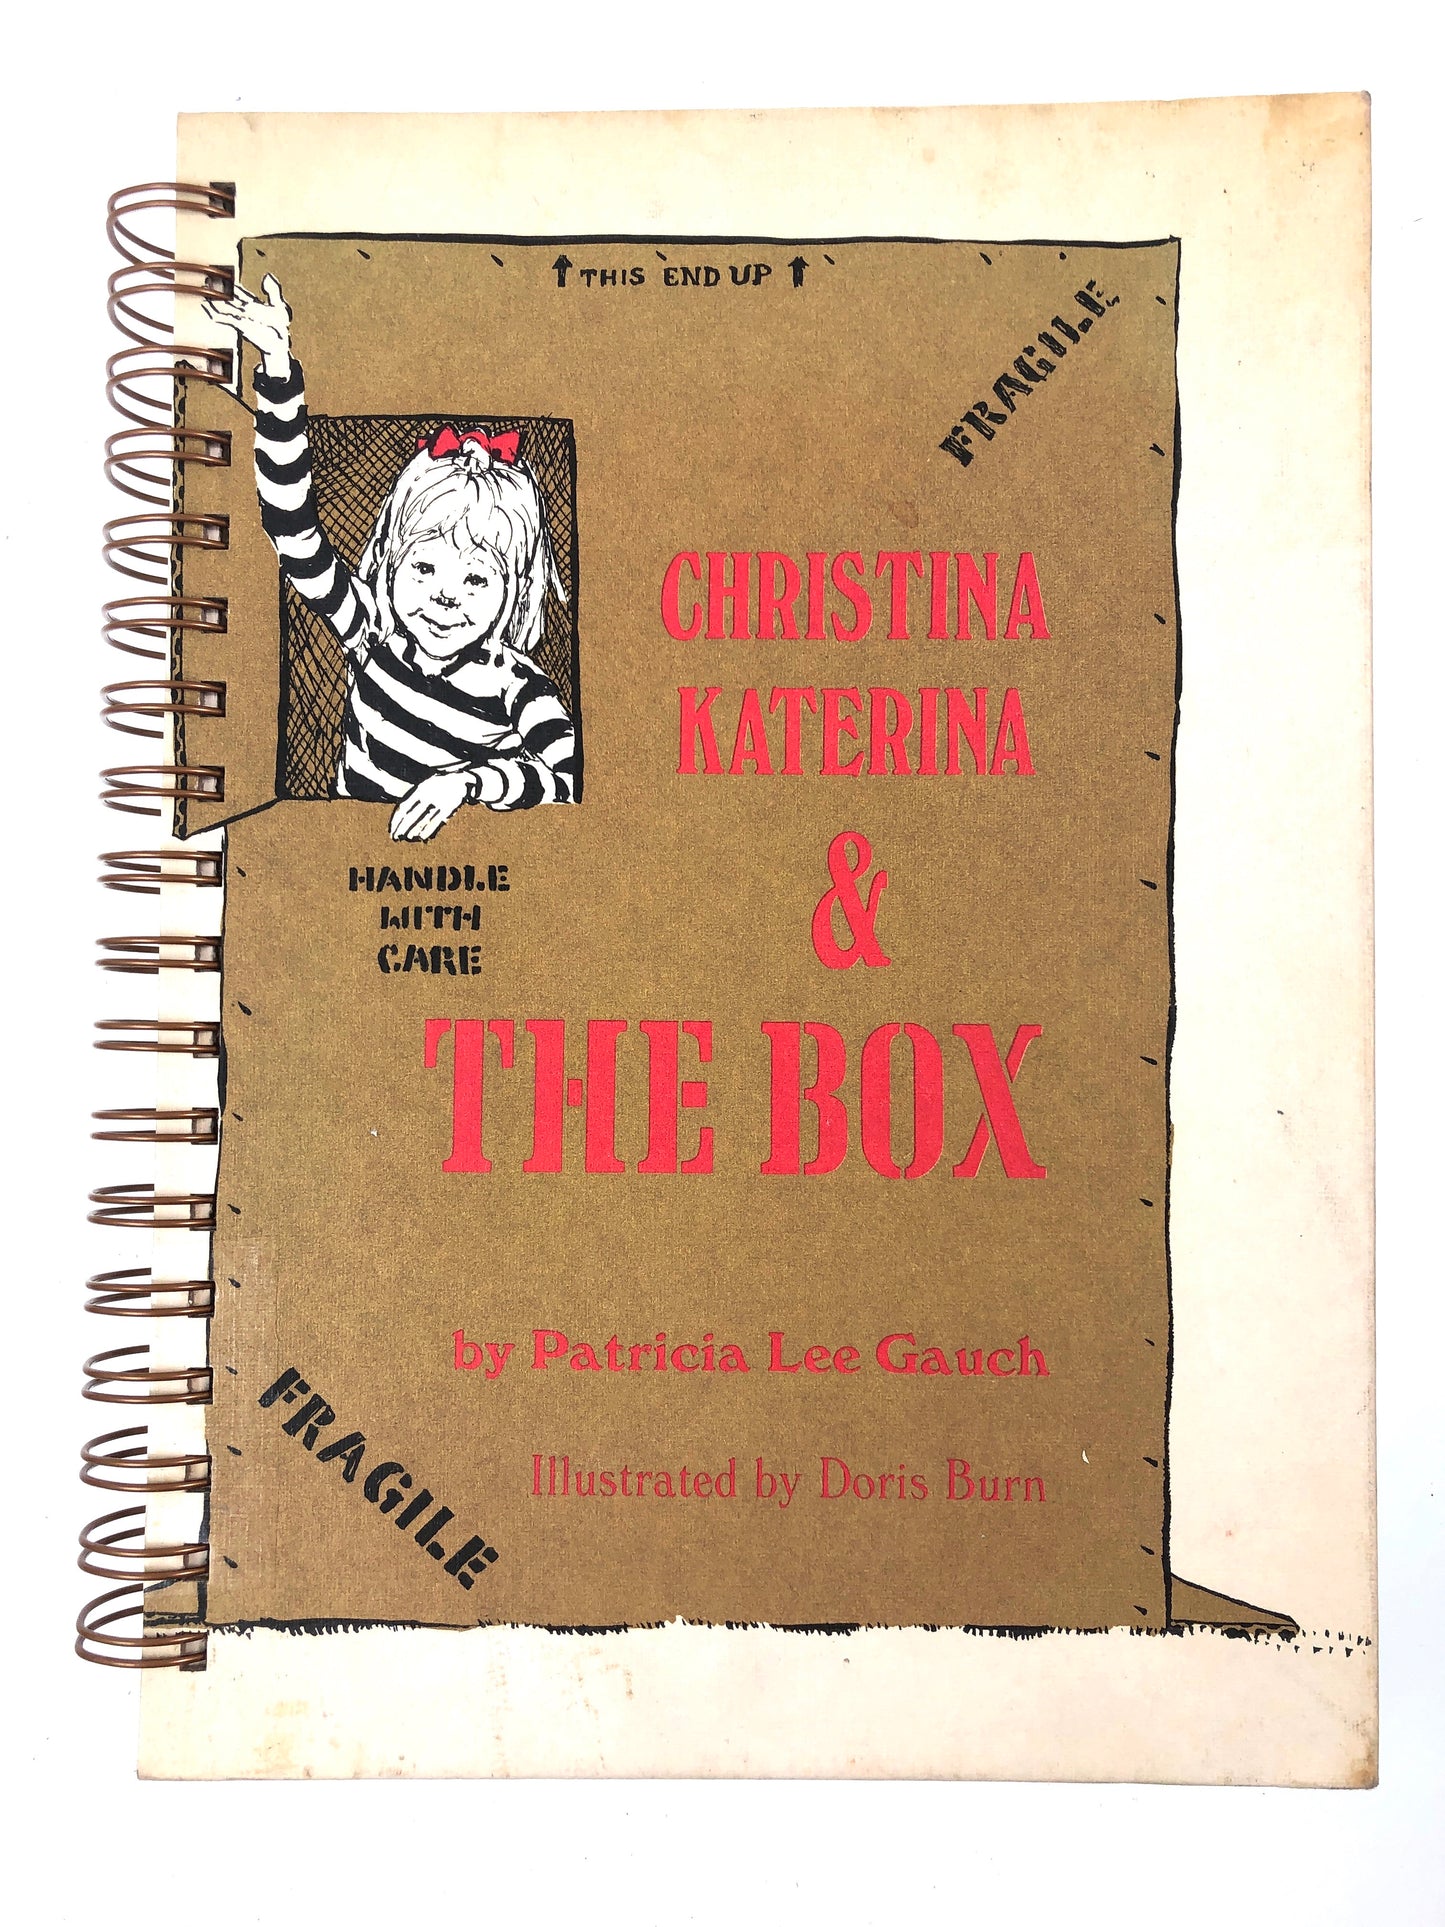 ↑ THIS END UP ↑
FRAGILE
CHRISTINA
KATERINA
&
HANDLE
WITH
CARE
THE BOX
by Patricia Lee Gauch
Illustrated by Doris Burn
FRAGILE